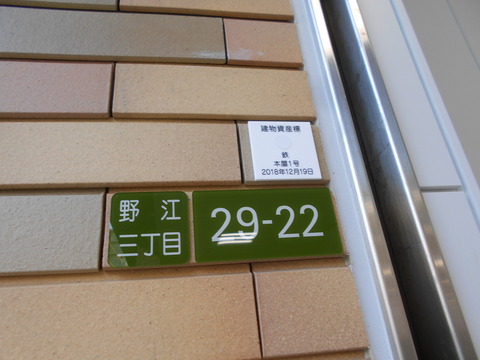 建物資産標
鉄
本屋1号
2018年12月19日
野江
三丁目
29-22